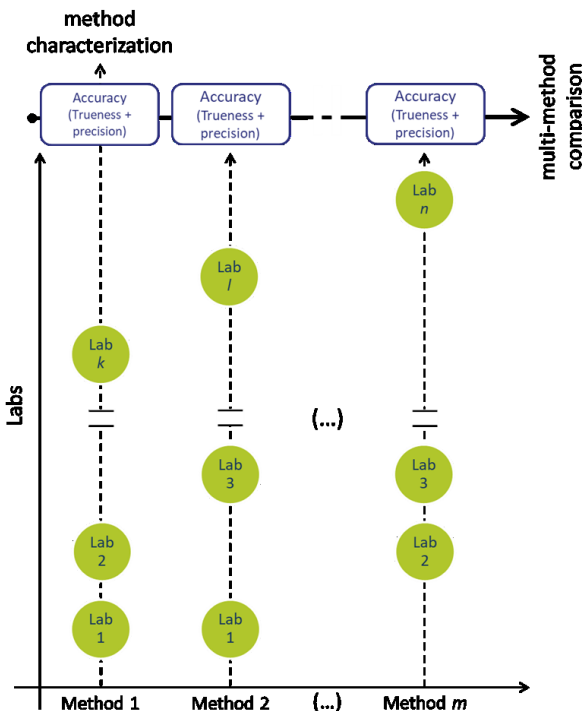 method
characterization
Accuracy
(Trueness +
precision)
Accuracy
(Trueness +
precision)
Accuracy
(Trueness +
precision)
multi-method
comparison
Lab
n
Lab
l
Lab
k
Labs
(...)
Lab
3
Lab
3
Lab
2
Lab
2
Lab
1
Lab
1
Method 1
Method 2
(...)
Method m